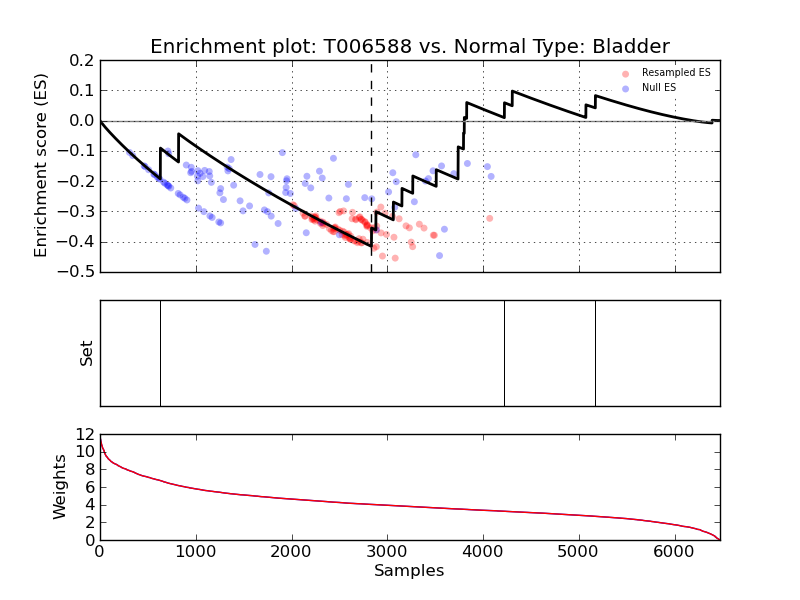 Enrichment plot: T006588 vs. Normal Type: Bladder
Enrichment score (ES)
0.2
0.1
0.0
−0.1
−0.2
−0.3
−0.4
−0.5
Resampled ES
Null ES
Set
Weights
12
10
8
6
4
2
0
0 1000 2000 3000 4000 5000 6000
Samples